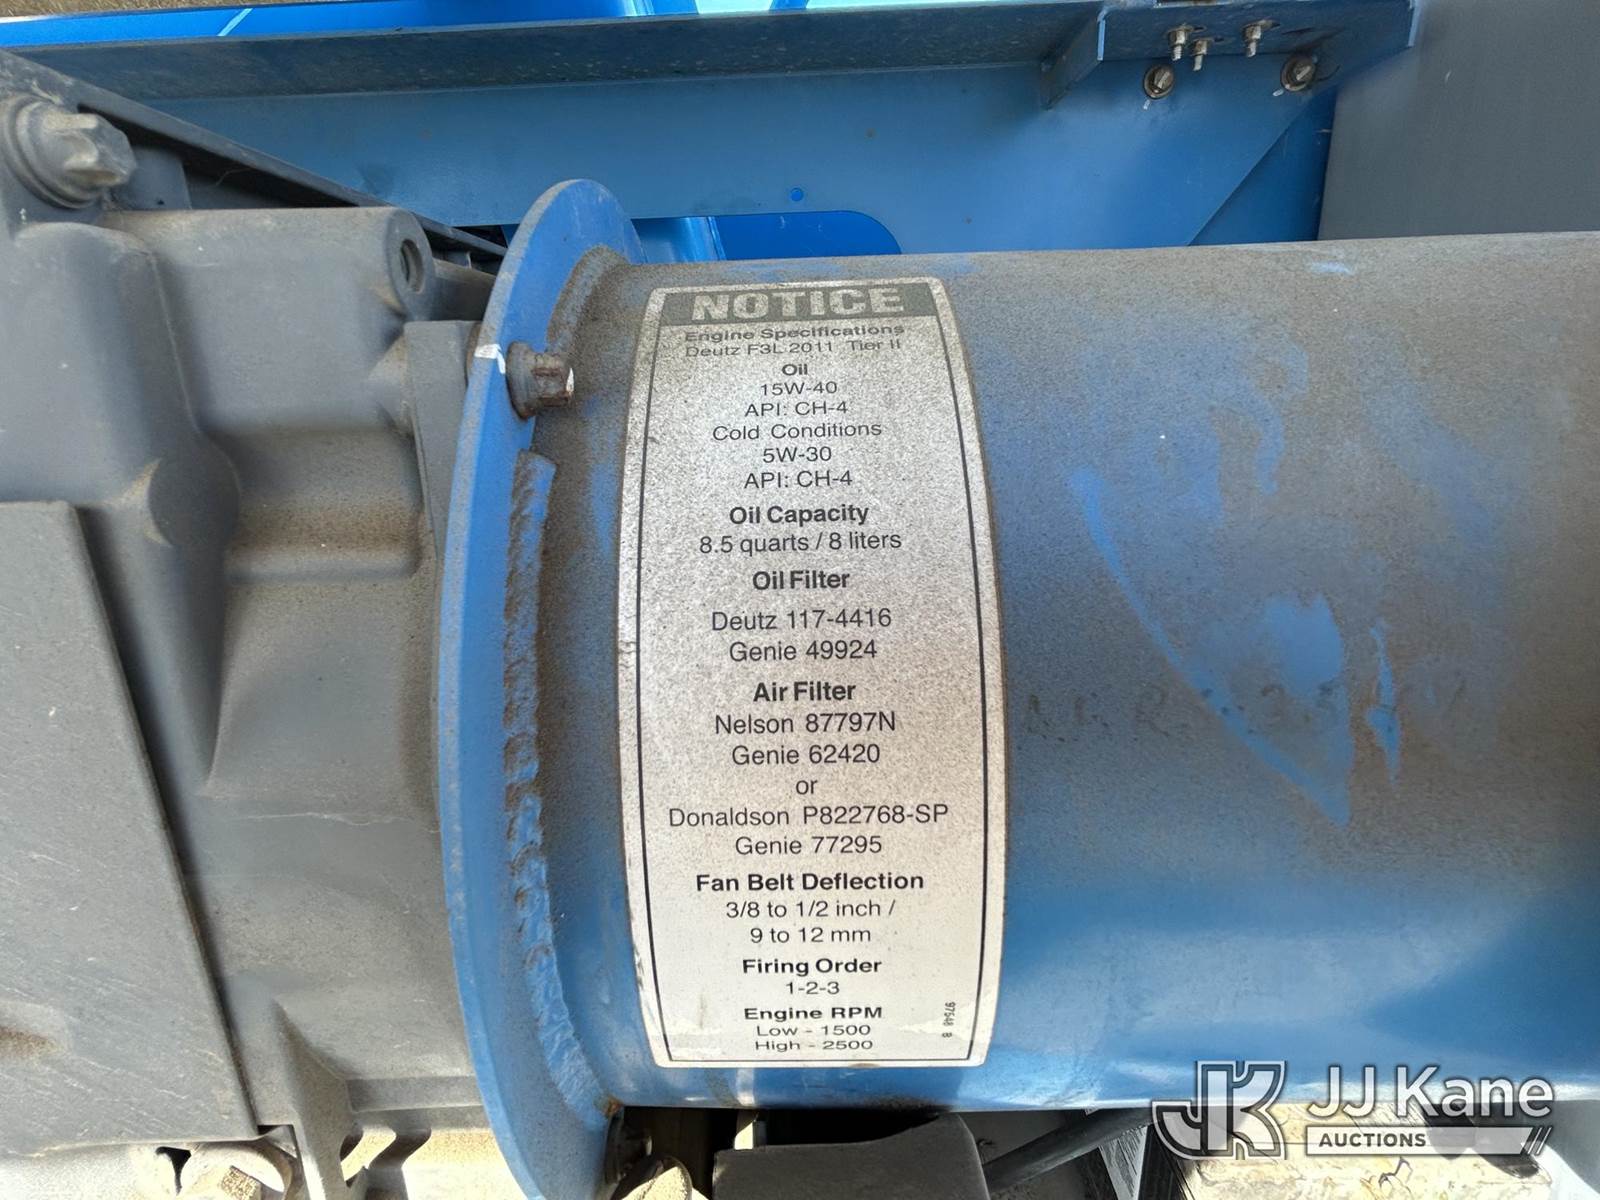 NOTICE
Engine Specifications
Deutz F3L 2011 Tier II
Oil
15W-40
API: CH-4
Cold Conditions
5W-30
API: CH-4
Oil Capacity
8.5 quarts / 8 liters
Oil Filter
Deutz 117-4416
Genie 49924
Air Filter
Nelson 87797N
Genie 62420
or
Donaldson P822768-SP
Genie 77295
Fan Belt Deflection
3/8 to 1/2 inch /
9 to 12 mm
Firing Order
1-2-3
Engine RPM
Low - 1500
High - 2500
97548 B
JK JJ Kane
AUCTIONS